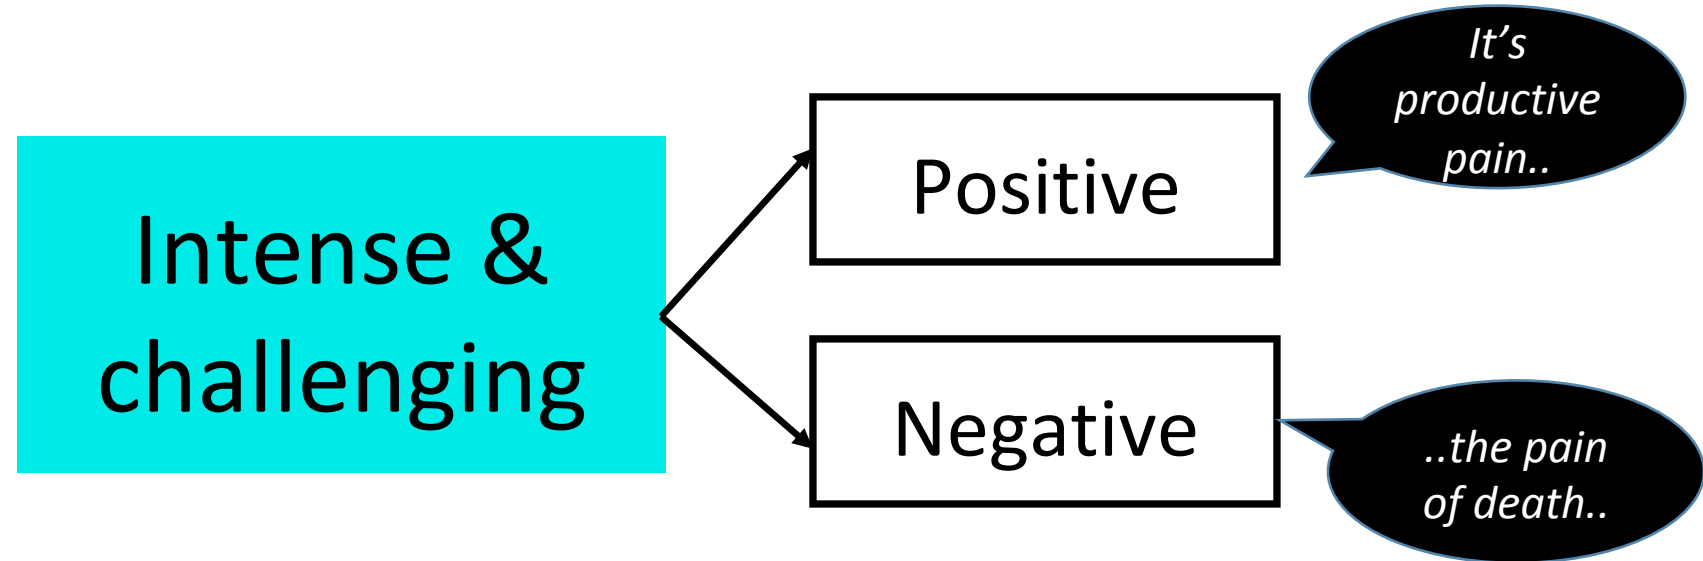 Intense &
challenging
Positive
It’s
productive
pain..
Negative
..the pain
of death..